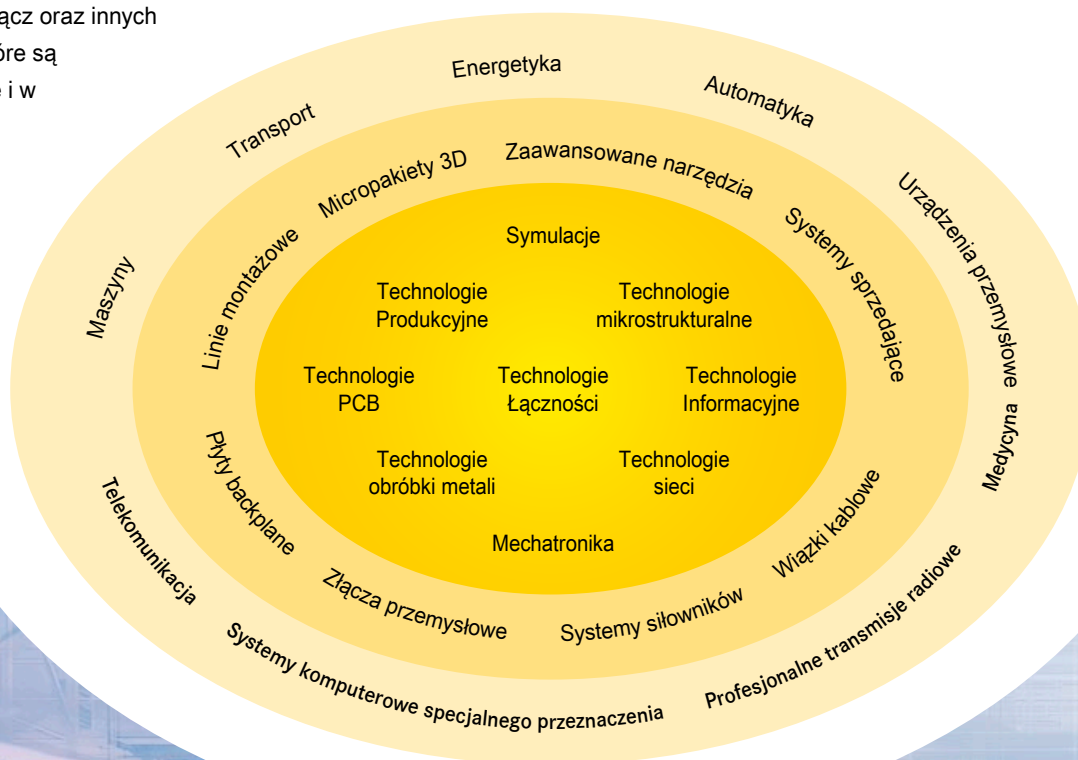 ącz oraz innych
óre są
e i w
Energetyka
Automatyka
Transport
Urządzenia przemysłowe
Maszyny
Medycyna
Telekomunikacja
Systemy komputerowe specjalnego przeznaczenia
Profesjonalne transmisje radiowe
Micropakiety 3D
Zaawansowane narzędzia
Linie montażowe
Systemy sprzedające
Płyty backplane
Złącza przemysłowe
Systemy siłowników
Wiązki kablowe
Symulacje
Technologie
Produkcyjne
Technologie
mikrostrukturalne
Technologie
PCB
Technologie
Łączności
Technologie
Informacyjne
Technologie
obróbki metali
Technologie
sieci
Mechatronika